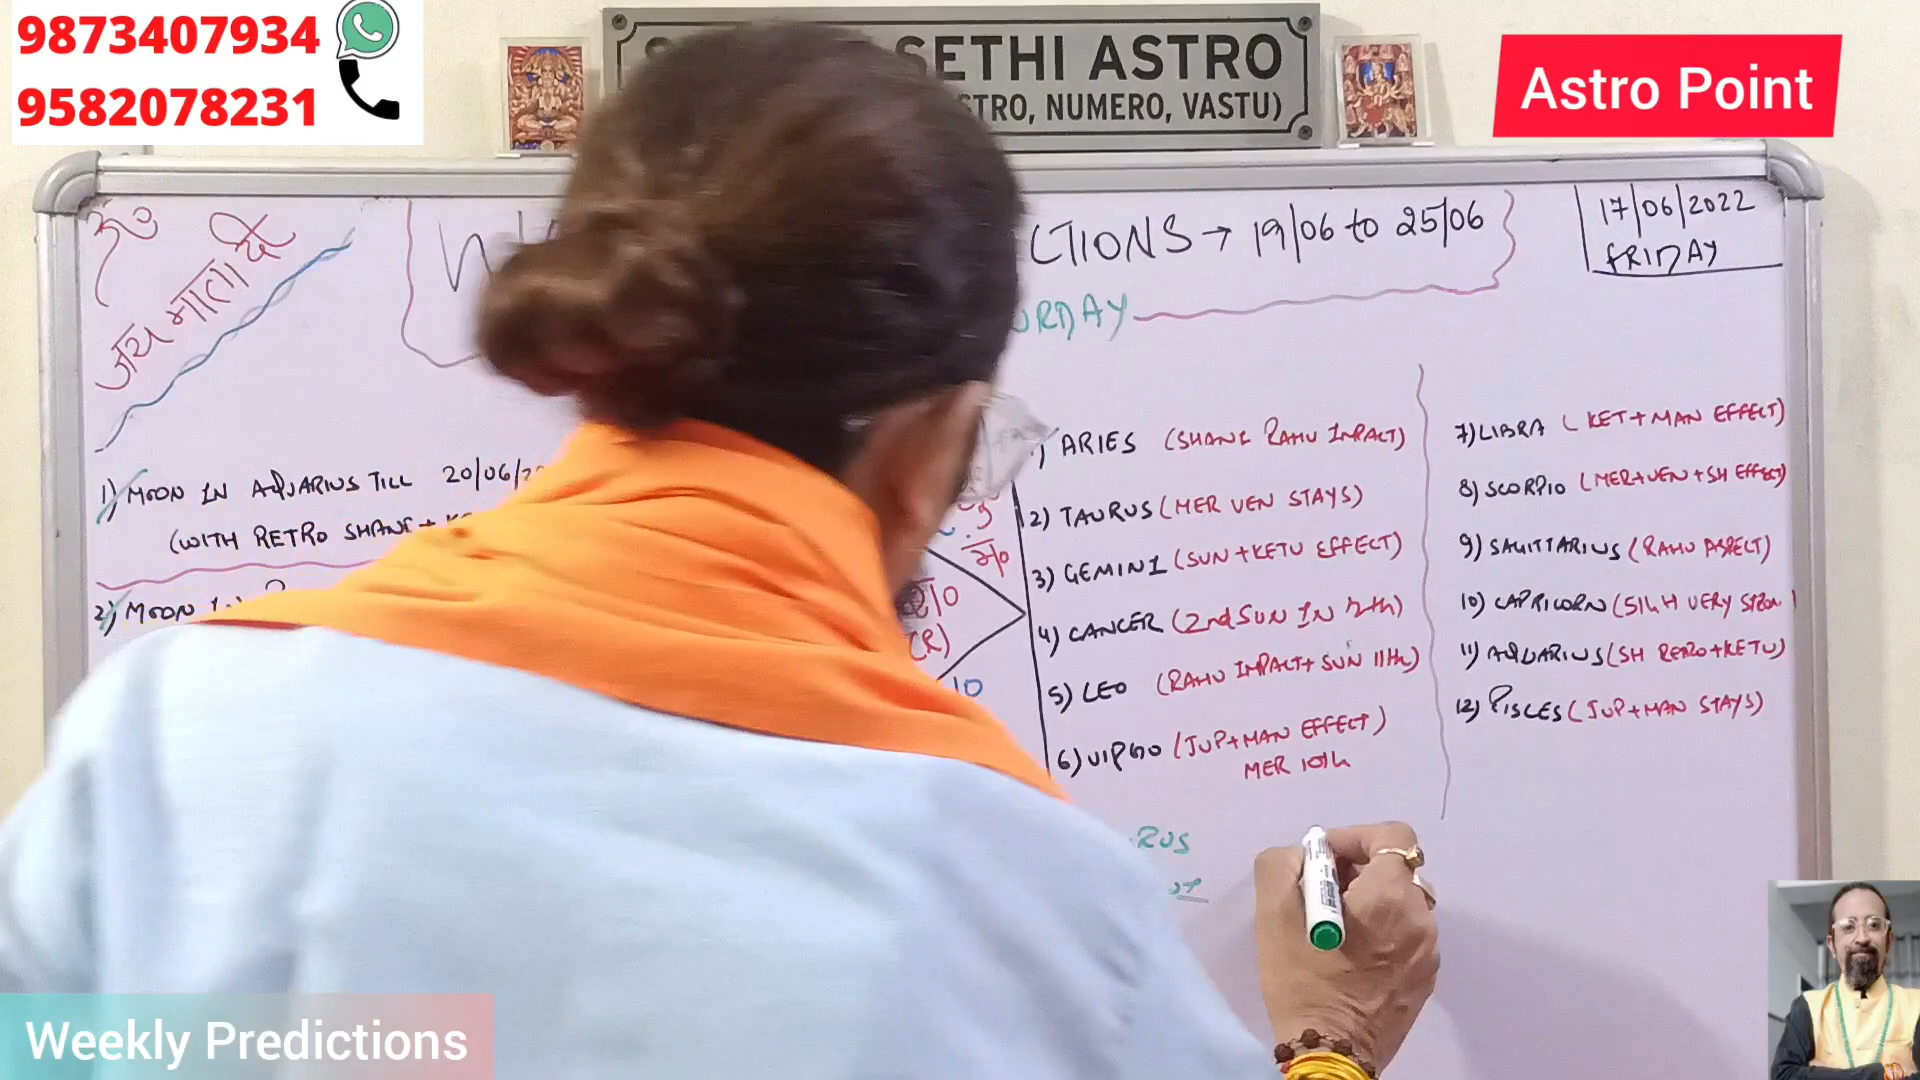 9873407934
9582078231
SETHI ASTRO
TRO, NUMERO, VASTU)
Astro Point
17/06/2022
FRIDAY
CTIONS → 19/06 to 25/06
URDAY
ॐ
जय माता दी
1) MOON IN AQUARIUS TILL 20/06/2
(WITH RETRO SHANI +
2) MOON
(R)
1) ARIES (SHANI RAHU IMPACT)
2) TAURUS (MER VEN STAYS)
3) GEMINI (SUN + KETU EFFECT)
4) CANCER (2nd SUN IN 12th)
5) LEO (RAHU IMPACT + SUN 11th)
6) VIRGO (JUP + MAN EFFECT)
MER 10th
7) LIBRA (KET + MAN EFFECT)
8) SCORPIO (MER + VEN + SH EFFECT)
9) SAGITTARIUS (RAHU ASPECT)
10) CAPRICORN (SIGH VERY
11) AQUARIUS (SH RETRO + KETU)
12) PISCES (JUP + MAN STAYS)
RUS
Weekly Predictions